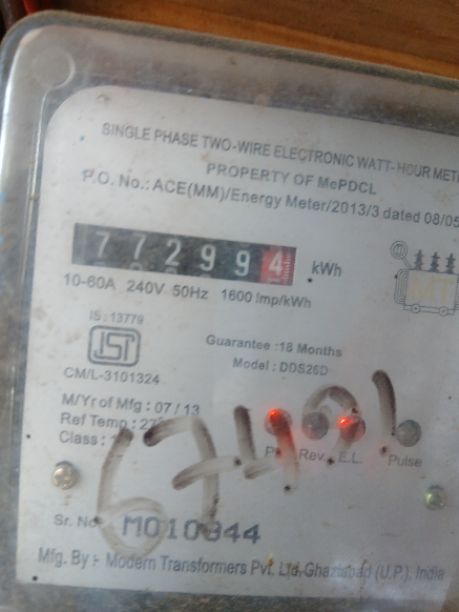 SINGLE PHASE TWO-WIRE ELECTRONIC WATT-HOUR
PROPERTY OF MePDCL
P.O. No.: ACE(MM)/Energy Meter/2013/3 dated 08/05
772994 kWh
10-60A 240V 50Hz 1600 Imp/kWh
MT
IS : 13779
ISI
CM/L-3101324
Guarantee :18 Months
Model : DDS26D
M/Yr of Mfg : 07 / 13
Ref Temp :
Class :
Rev. E.L. Pulse
Sr. No
Mfg. By :- Modern Transformers Pvt. Ltd, Ghaziabad (U.P.), India